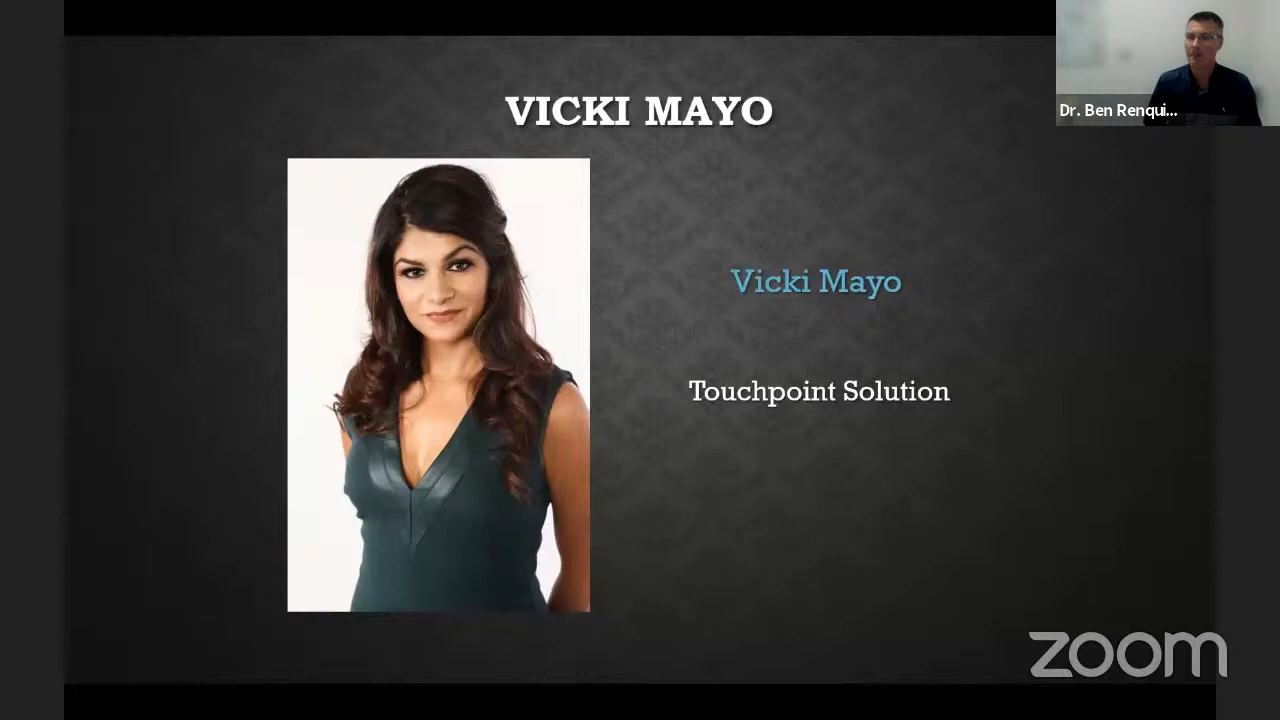 VICKI MAYO
Dr. Ben Renqui...
Vicki Mayo
Touchpoint Solution
zoom